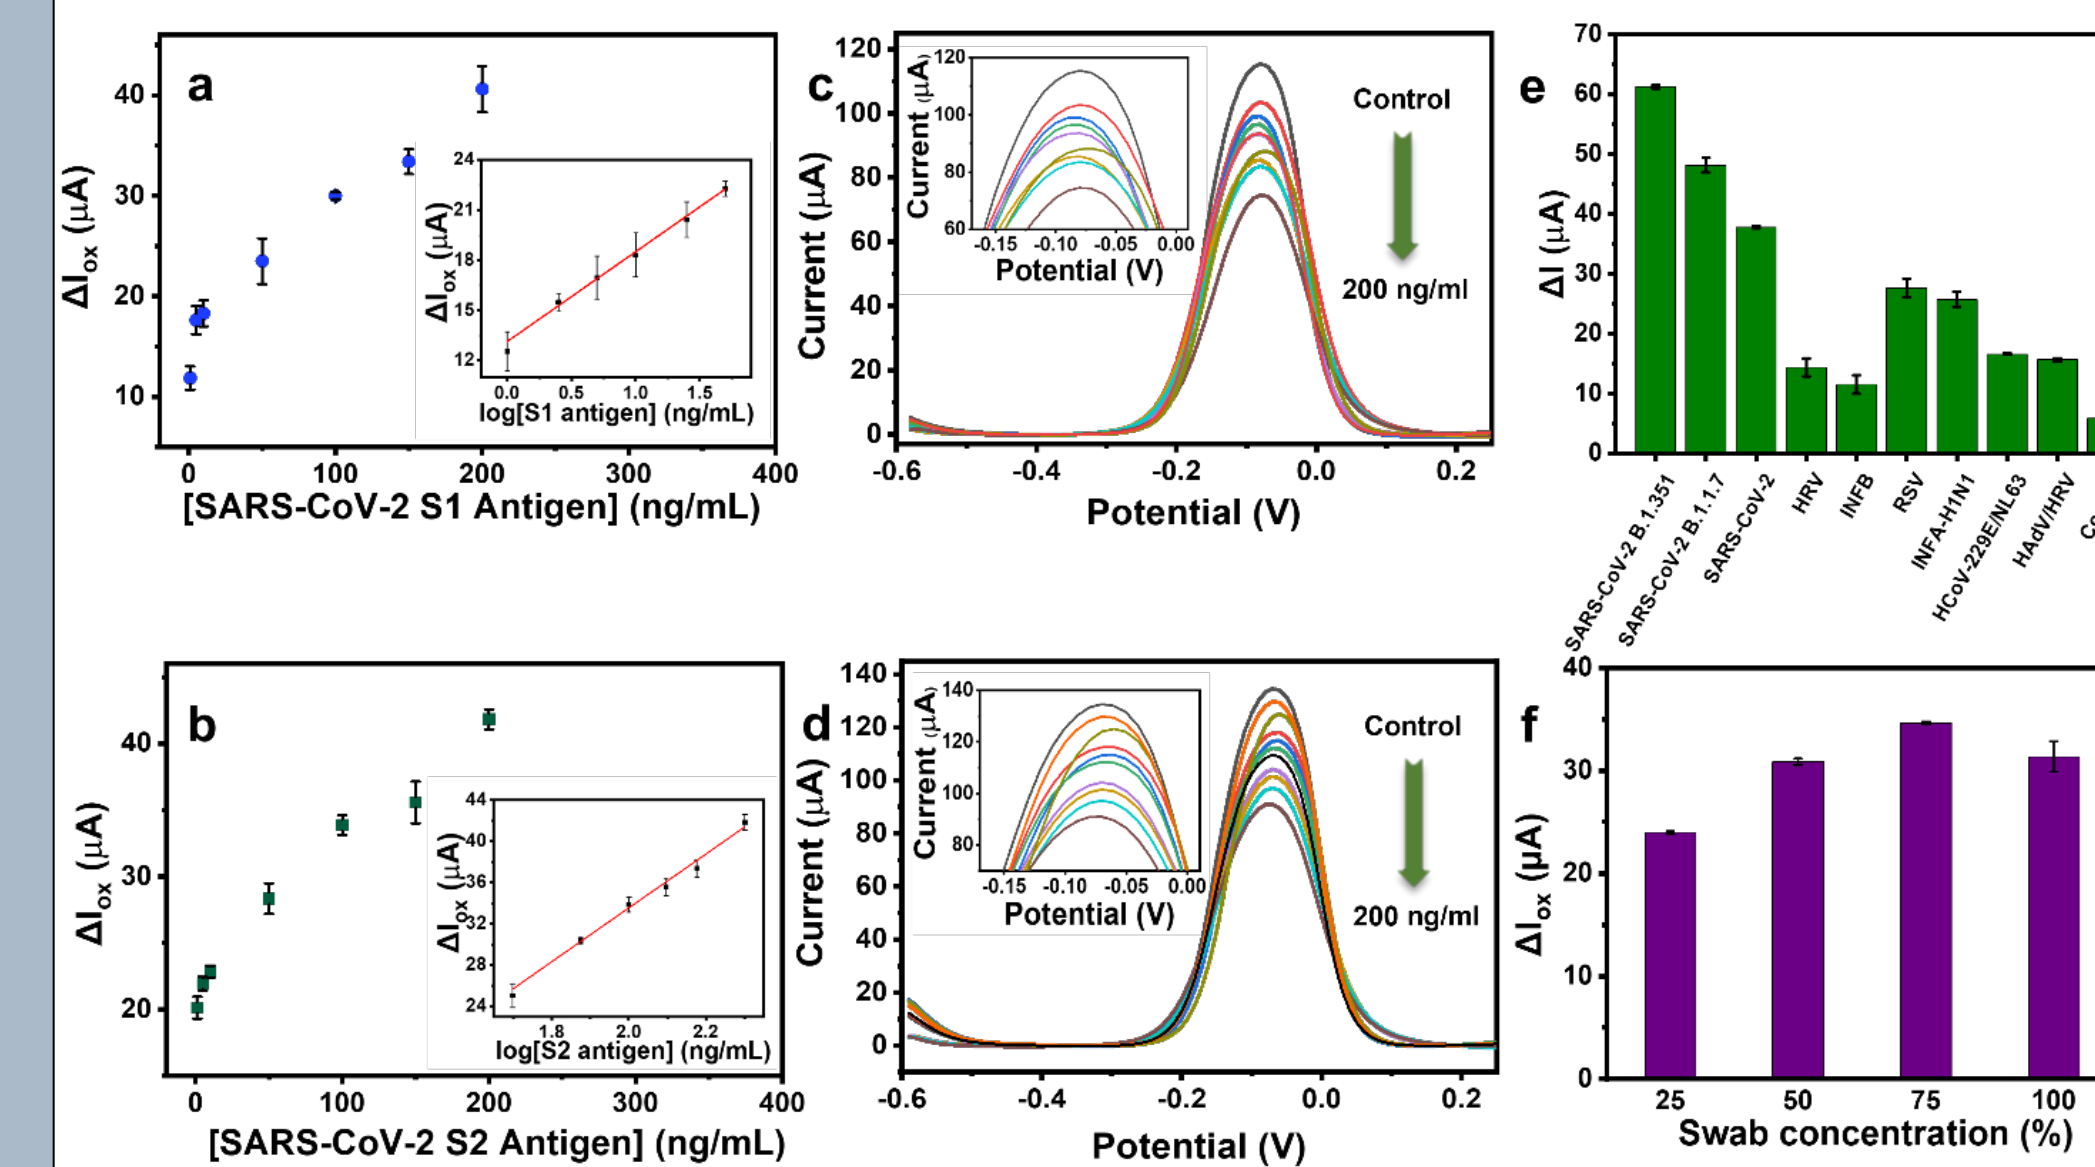 a
40
30
20
10
0
100
200
300
400
ΔIox (μA)
[SARS-CoV-2 S1 Antigen] (ng/mL)
24
21
18
15
12
0.0
0.5
1.0
1.5
ΔIox (μA)
log[S1 antigen] (ng/mL)
c
120
100
80
60
40
20
0
-0.6
-0.4
-0.2
0.0
0.2
Current (μA)
Potential (V)
Control
200 ng/ml
120
100
80
60
-0.15
-0.10
-0.05
0.00
Current (μA)
Potential (V)
e
70
60
50
40
30
20
10
0
ΔI (μA)
SARS-CoV-2 B.1.351
SARS-CoV-2 B.1.1.7
SARS-CoV-2
HRV
INFB
RSV
INFA-H1N1
HCoV-229E/NL63
HAdV/HRV
b
40
30
20
0
100
200
300
400
ΔIox (μA)
[SARS-CoV-2 S2 Antigen] (ng/mL)
44
40
36
32
28
24
1.8
2.0
2.2
ΔIox (μA)
log[S2 antigen] (ng/mL)
d
140
120
100
80
60
40
20
0
-0.6
-0.4
-0.2
0.0
0.2
Current (μA)
Potential (V)
Control
200 ng/ml
140
120
100
80
-0.15
-0.10
-0.05
0.00
Current (μA)
Potential (V)
f
40
30
20
10
0
25
50
75
100
ΔIox (μA)
Swab concentration (%)